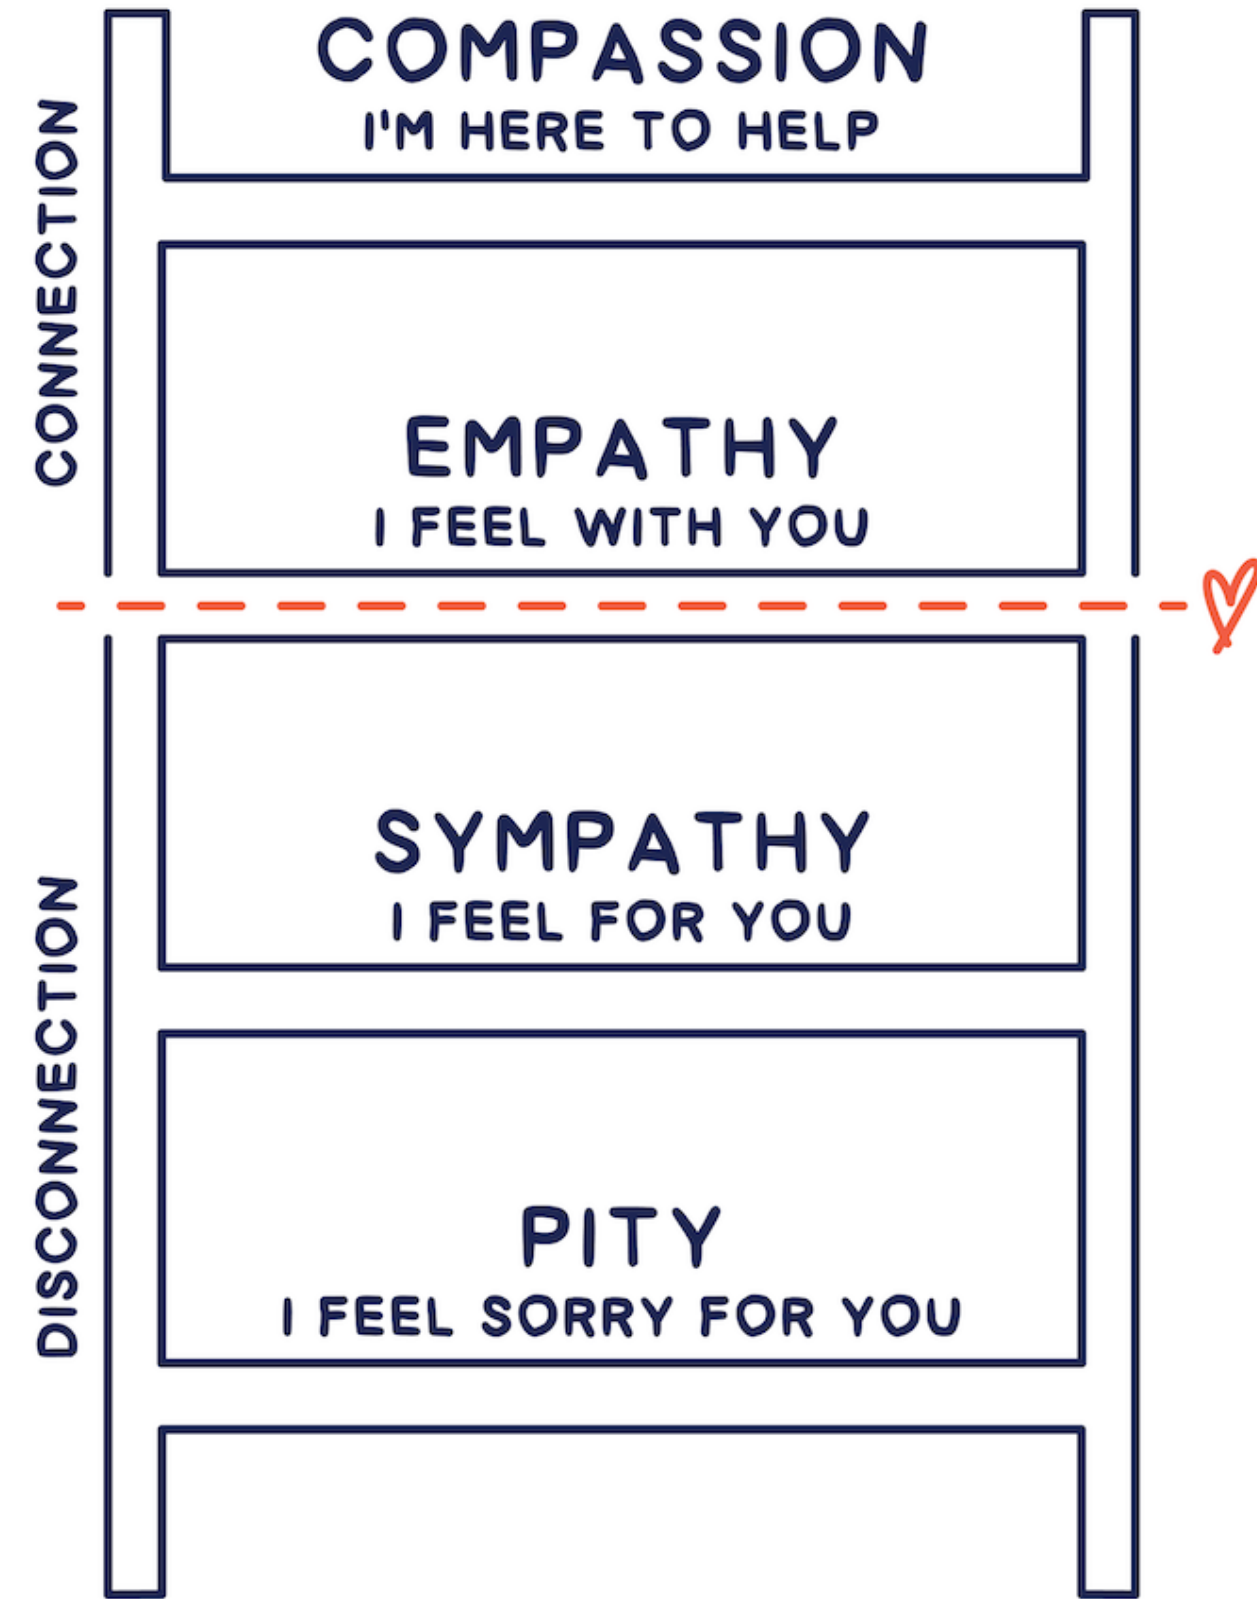 COMPASSION
I'M HERE TO HELP
CONNECTION
EMPATHY
I FEEL WITH YOU
SYMPATHY
I FEEL FOR YOU
DISCONNECTION
PITY
I FEEL SORRY FOR YOU